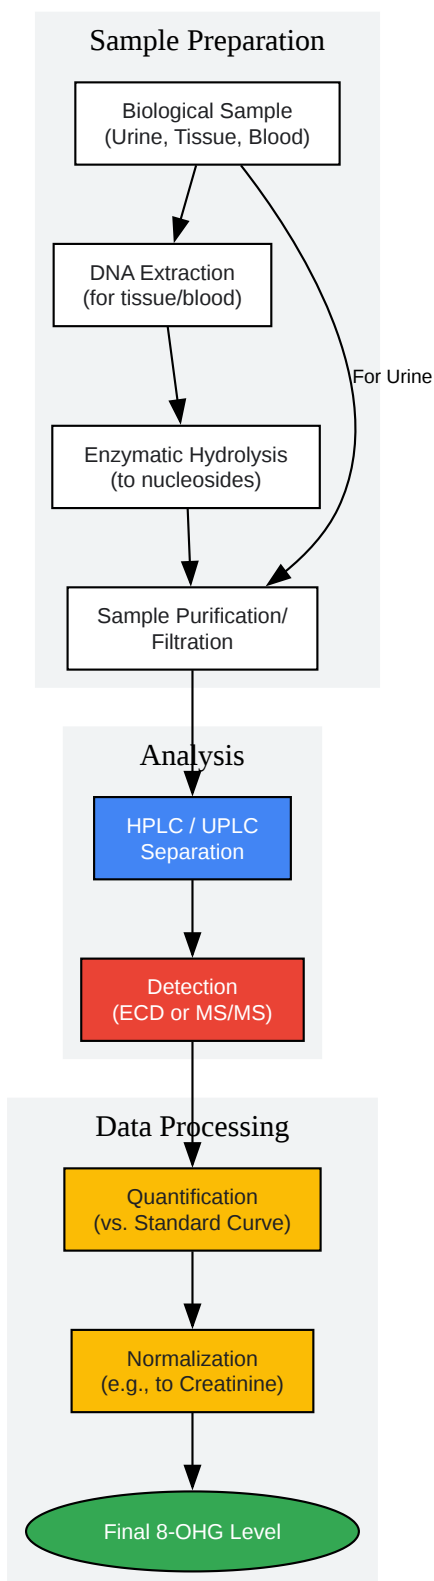 Sample Preparation
Biological Sample
(Urine, Tissue, Blood)
DNA Extraction
(for tissue/blood)
For Urine
Enzymatic Hydrolysis
(to nucleosides)
Sample Purification/
Filtration
Analysis
HPLC / UPLC
Separation
Detection
(ECD or MS/MS)
Data Processing
Quantification
(vs. Standard Curve)
Normalization
(e.g., to Creatinine)
Final 8-OHG Level